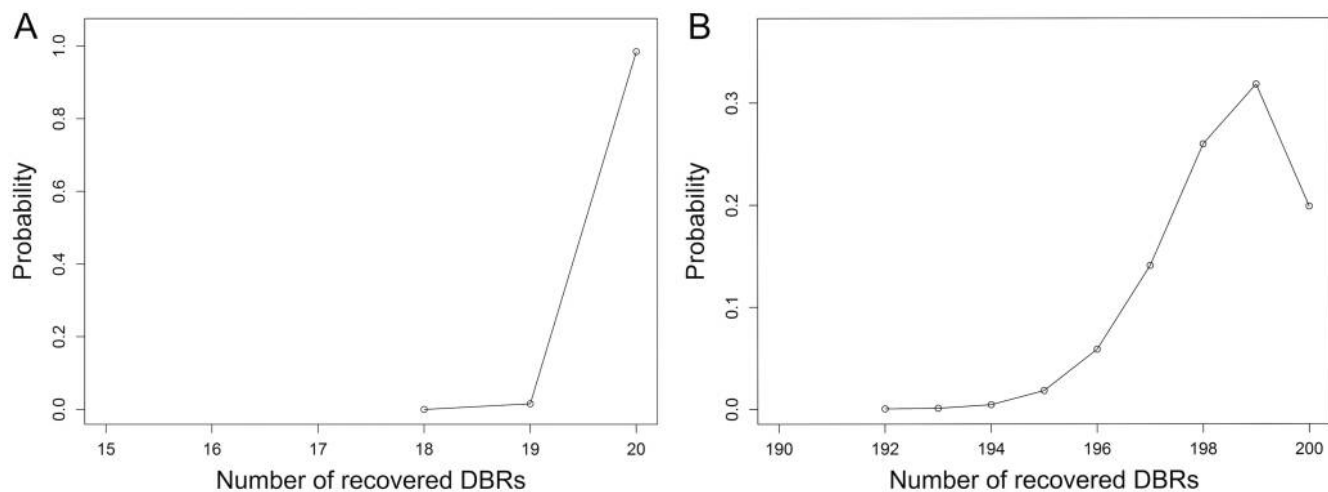 A
Probability
1.0
0.8
0.6
0.4
0.2
0.0
15 16 17 18 19 20
Number of recovered DBRs
B
Probability
0.3
0.2
0.1
0.0
190 192 194 196 198 200
Number of recovered DBRs